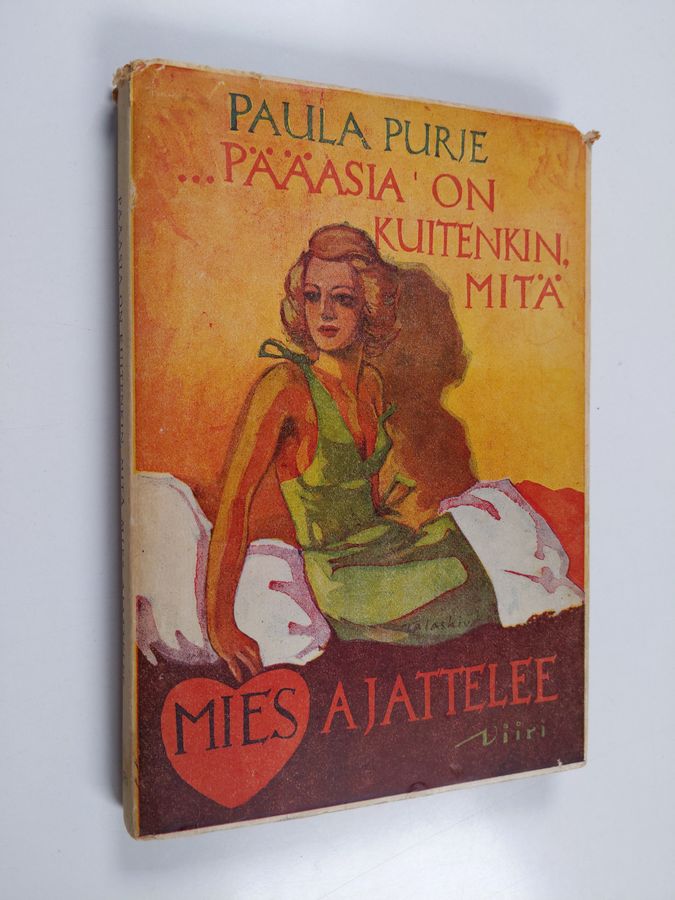 PAULA PURJE
...PÄÄASIA ON
KUITENKIN,
MITÄ
MIES AJATTELEE
Viiri